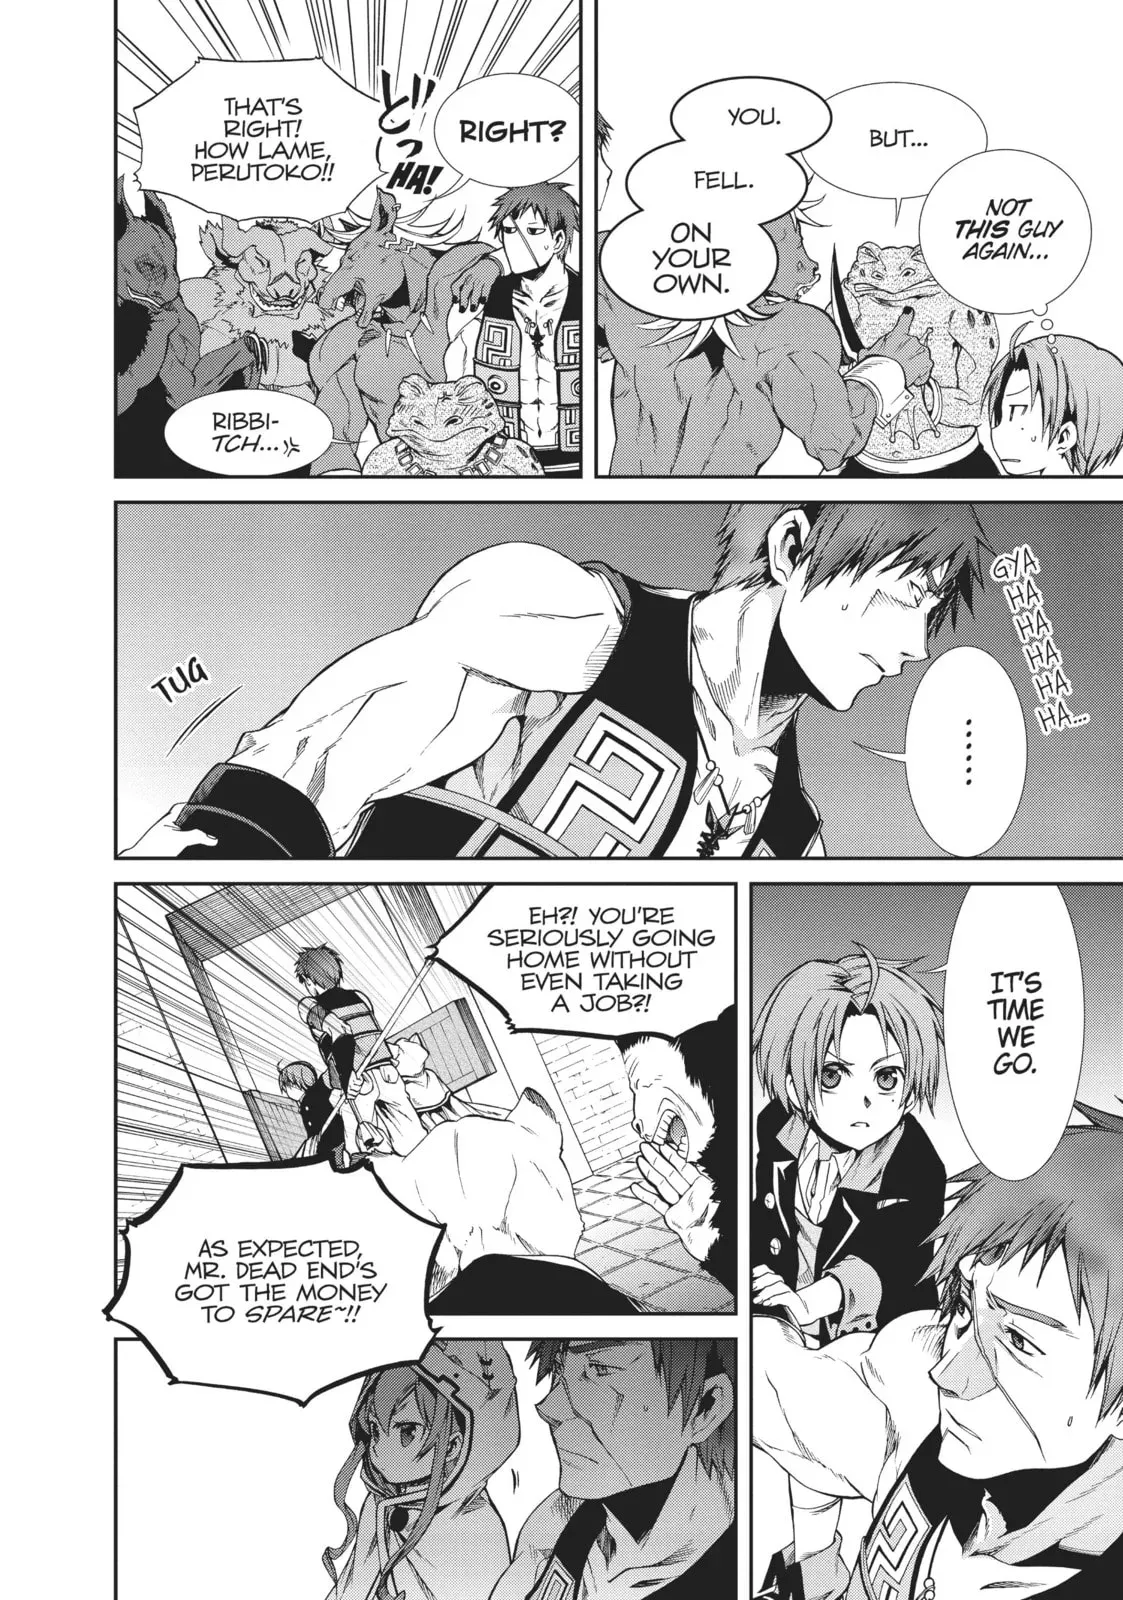 NOT
THIS GUY
AGAIN...
BUT...
YOU.
FELL.
ON
YOUR
OWN.
RIGHT?
どっ!!
HA!
THAT'S
RIGHT!
HOW LAME,
PERUTOKO!!
RIBBI-
TCH...
GYA
HA
HA
HA
HA
HA...
......
TUG
IT'S
TIME
WE
GO.
EH?! YOU'RE
SERIOUSLY GOING
HOME WITHOUT
EVEN TAKING
A JOB?!
AS EXPECTED,
MR. DEAD END'S
GOT THE MONEY
TO SPARE~!!